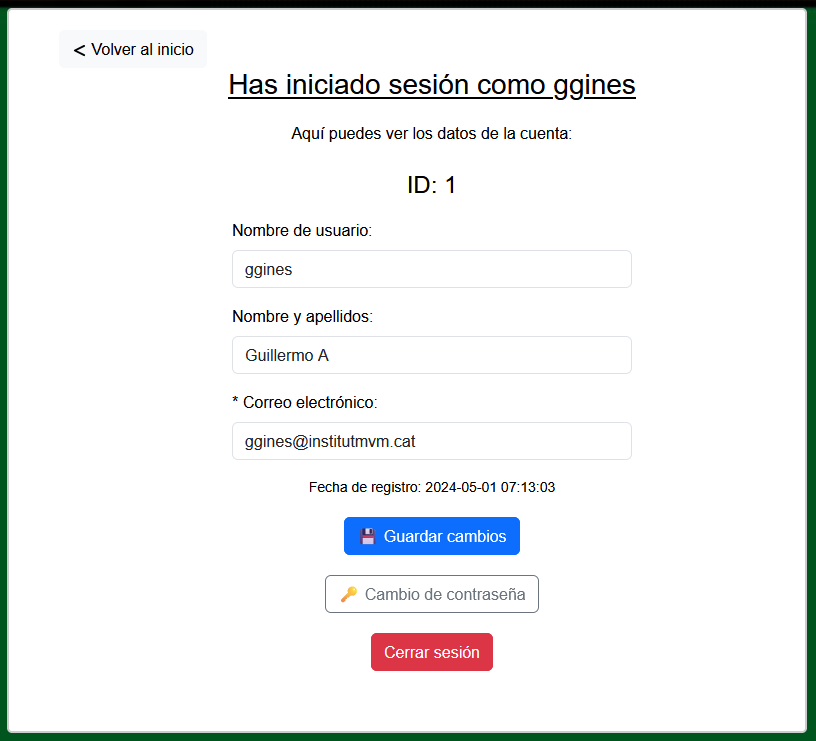 < Volver al inicio
Has iniciado sesión como ggines
Aquí puedes ver los datos de la cuenta:
ID: 1
Nombre de usuario:
ggines
Nombre y apellidos:
Guillermo A
* Correo electrónico:
ggines@institutmvm.cat
Fecha de registro: 2024-05-01 07:13:03
💾 Guardar cambios
🔑 Cambio de contraseña
Cerrar sesión